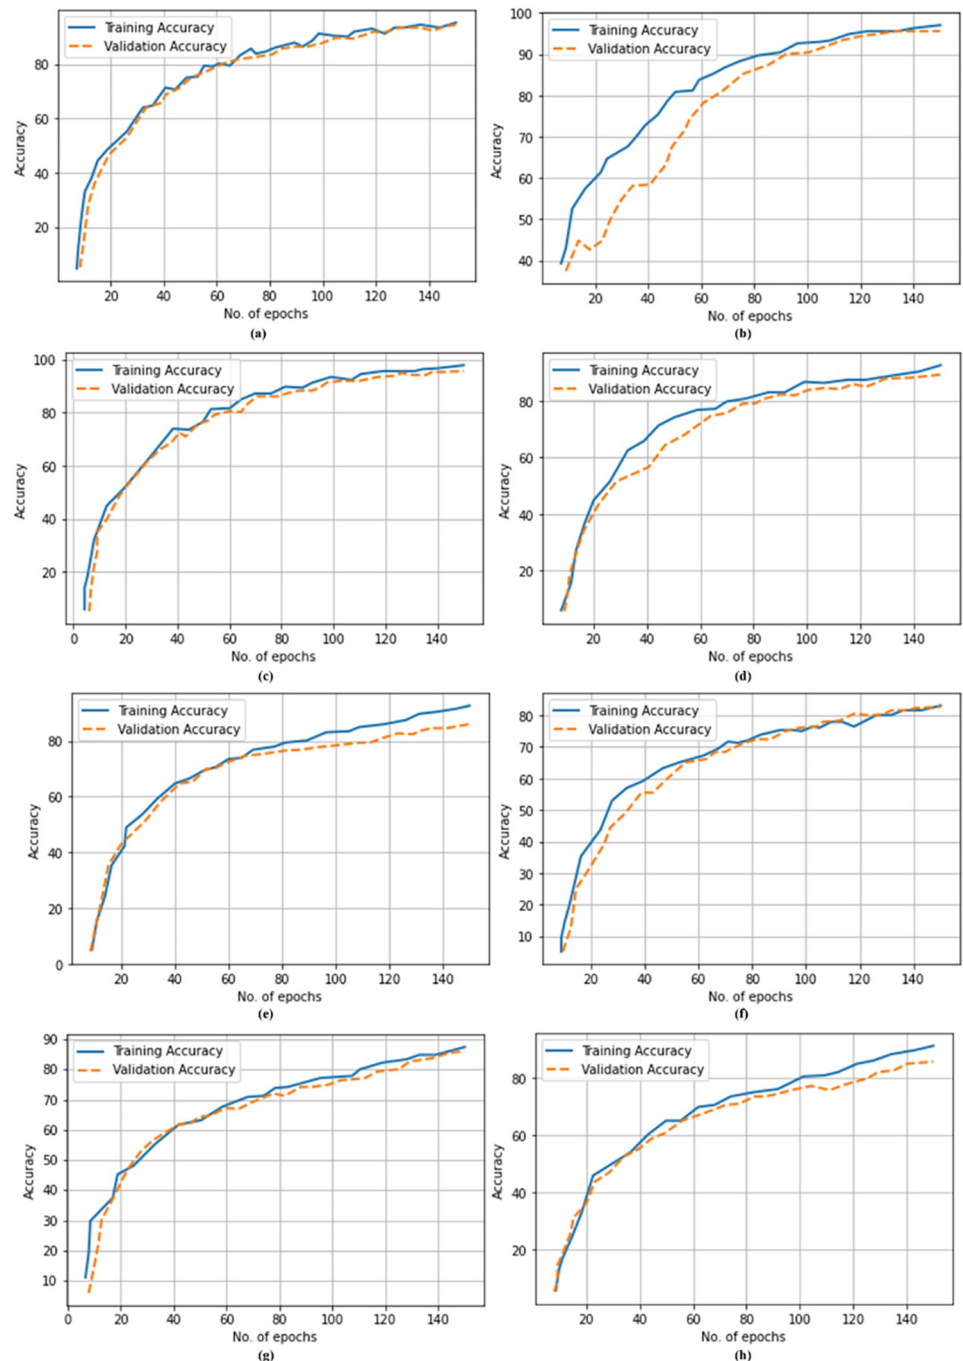 Training Accuracy
Validation Accuracy
80
60
40
20
Accuracy
20 40 60 80 100 120 140
No. of epochs
(a)
Training Accuracy
Validation Accuracy
100
90
80
70
60
50
40
Accuracy
20 40 60 80 100 120 140
No. of epochs
(b)
Training Accuracy
Validation Accuracy
100
80
60
40
20
Accuracy
0 20 40 60 80 100 120 140
No. of epochs
(c)
Training Accuracy
Validation Accuracy
80
60
40
20
Accuracy
20 40 60 80 100 120 140
No. of epochs
(d)
Training Accuracy
Validation Accuracy
80
60
40
20
0
Accuracy
20 40 60 80 100 120 140
No. of epochs
(e)
Training Accuracy
Validation Accuracy
80
70
60
50
40
30
20
10
Accuracy
20 40 60 80 100 120 140
No. of epochs
(f)
Training Accuracy
Validation Accuracy
90
80
70
60
50
40
30
20
10
Accuracy
0 20 40 60 80 100 120 140
No. of epochs
(g)
Training Accuracy
Validation Accuracy
80
60
40
20
Accuracy
20 40 60 80 100 120 140
No. of epochs
(h)